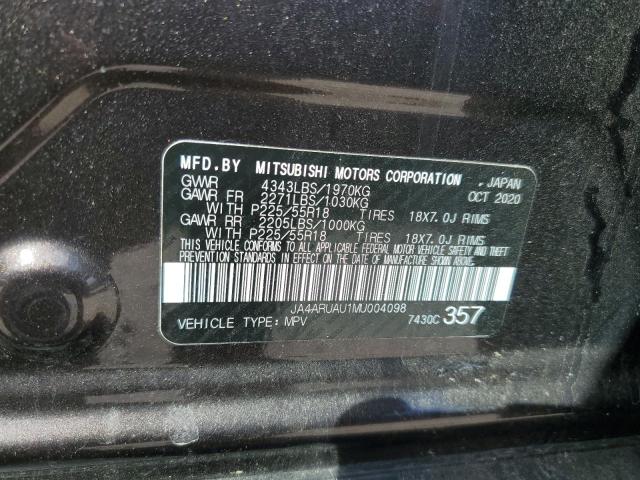 MFD.BY MITSUBISHI MOTORS CORPORATION , JAPAN
GVWR 4343LBS/1970KG OCT 2020
GAWR FR 2271LBS/1030KG
WITH P225/55R18 TIRES 18X7.0J RIMS
GAWR RR 2205LBS/1000KG
WITH P225/55R18 TIRES 18X7.0J RIMS
THIS VEHICLE CONFORMS TO ALL APPLICABLE FEDERAL MOTOR VEHICLE SAFETY AND THEFT
PREVENTION STANDARDS IN EFFECT ON THE DATE OF MANUFACTURE SHOWN ABOVE.
JA4ARUAU1MU004098
VEHICLE TYPE: MPV 7430C 357